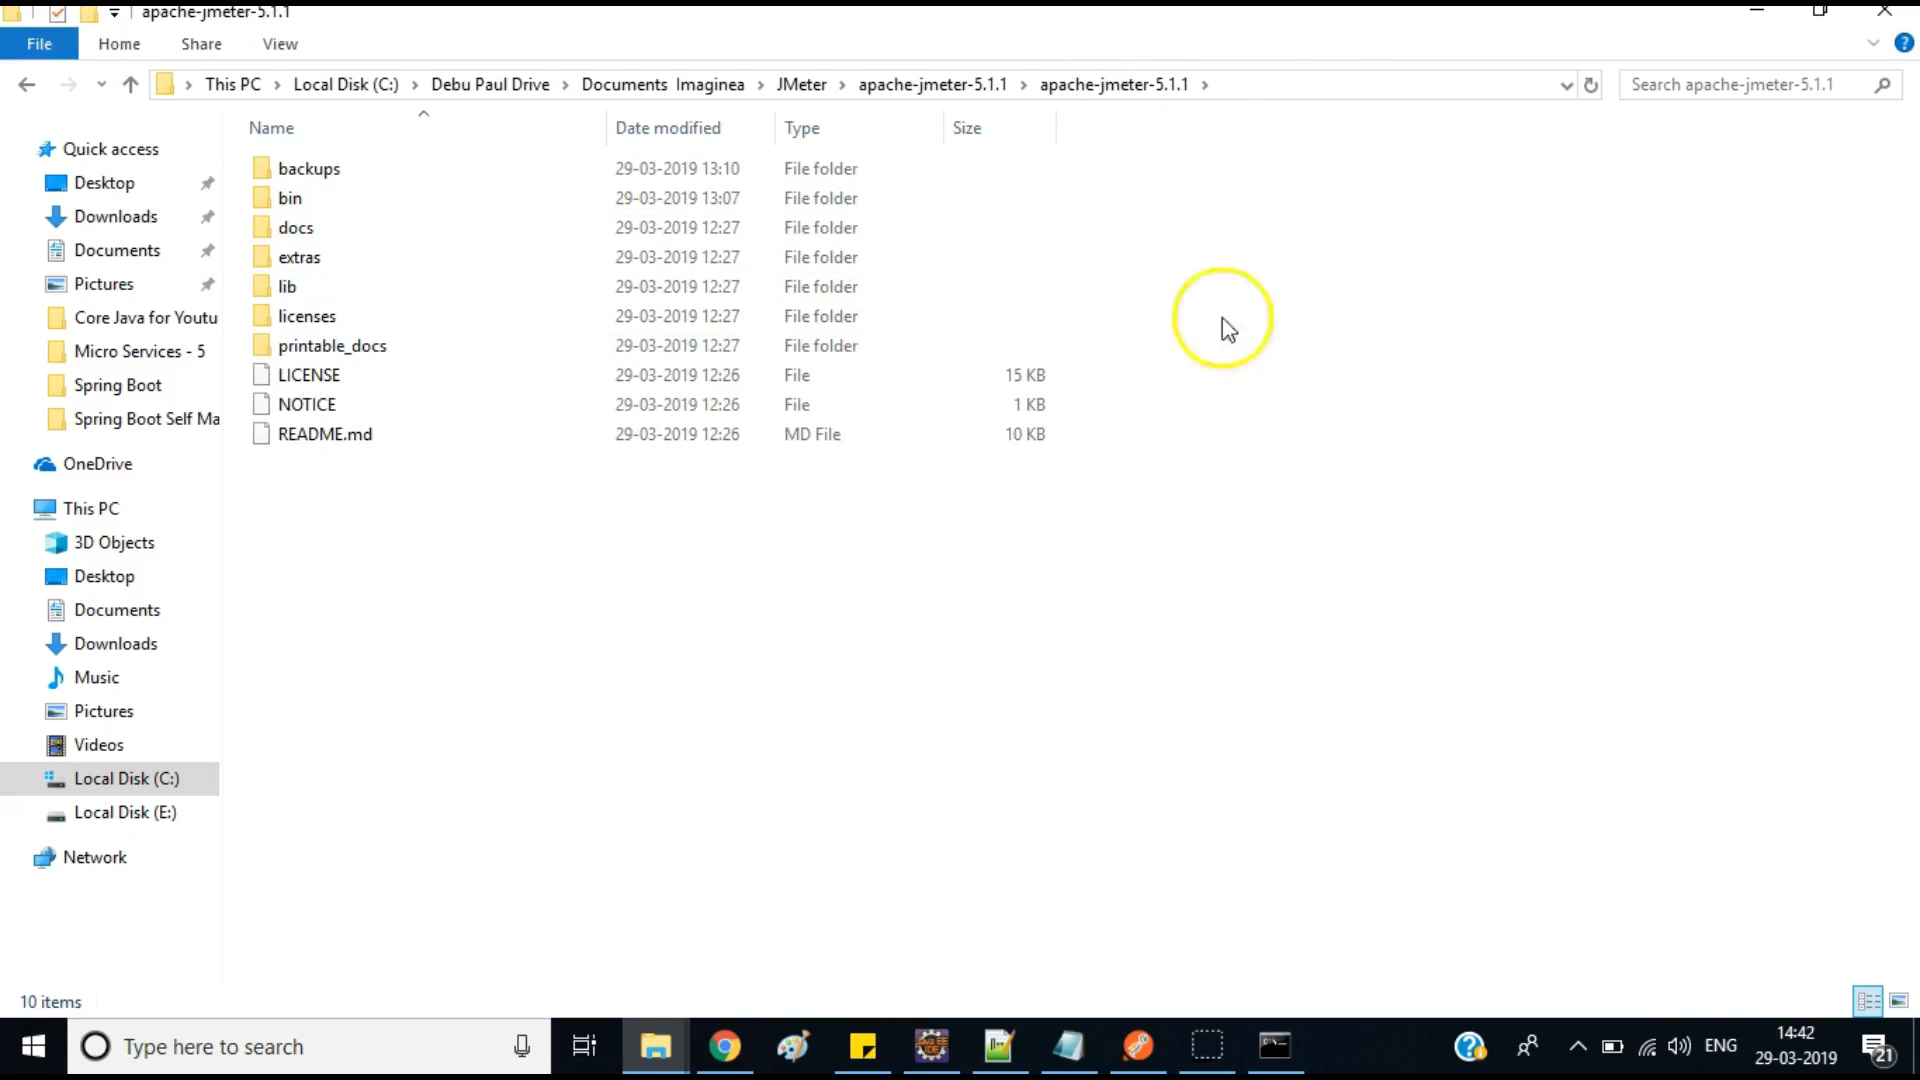 apache-jmeter-5.1.1
File Home Share View
This PC Local Disk (C:) Debu Paul Drive Documents Imaginea JMeter apache-jmeter-5.1.1 apache-jmeter-5.1.1 Search apache-jmeter-5.1.1
Name Date modified Type Size
backups 29-03-2019 13:10 File folder
bin 29-03-2019 13:07 File folder
docs 29-03-2019 12:27 File folder
extras 29-03-2019 12:27 File folder
lib 29-03-2019 12:27 File folder
licenses 29-03-2019 12:27 File folder
printable_docs 29-03-2019 12:27 File folder
LICENSE 29-03-2019 12:26 File 15 KB
NOTICE 29-03-2019 12:26 File 1 KB
README.md 29-03-2019 12:26 MD File 10 KB
Quick access
Desktop
Downloads
Documents
Pictures
Core Java for Youtu
Micro Services - 5
Spring Boot
Spring Boot Self Ma
OneDrive
This PC
3D Objects
Desktop
Documents
Downloads
Music
Pictures
Videos
Local Disk (C:)
Local Disk (E:)
Network
10 items
Type here to search
ENG
14:42
29-03-2019
21